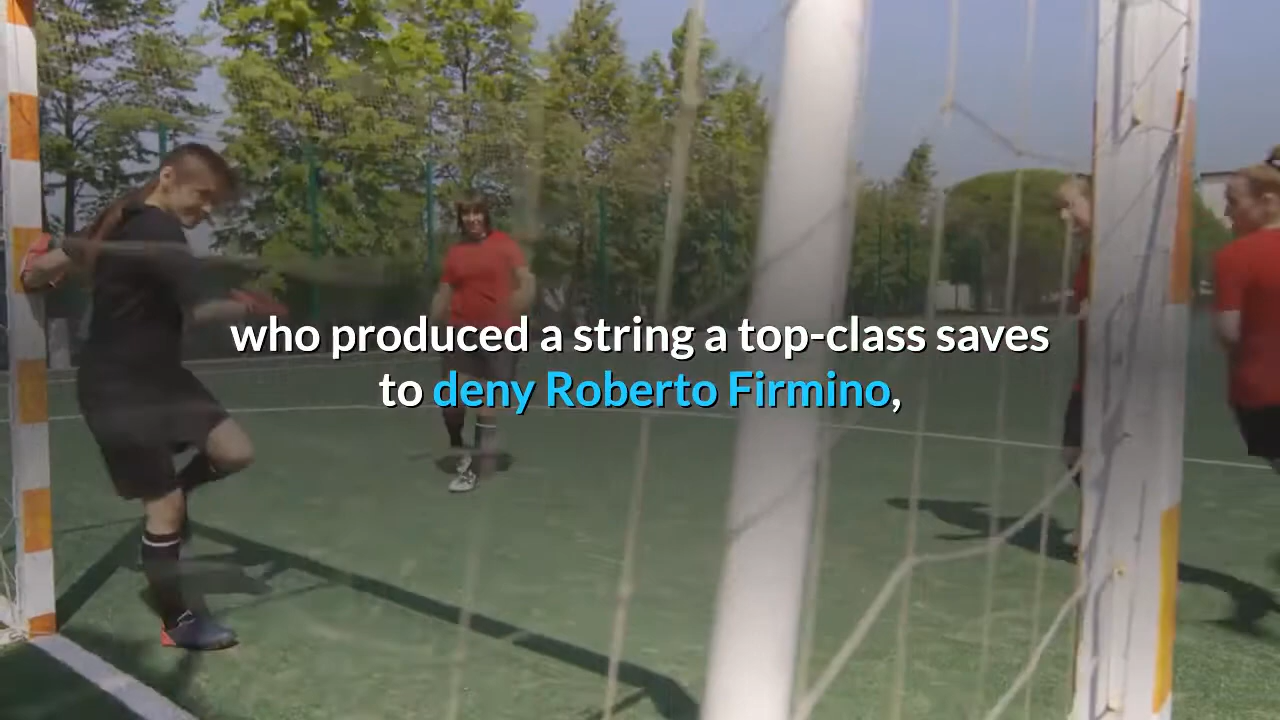 who produced a string a top-class saves
to deny Roberto Firmino,